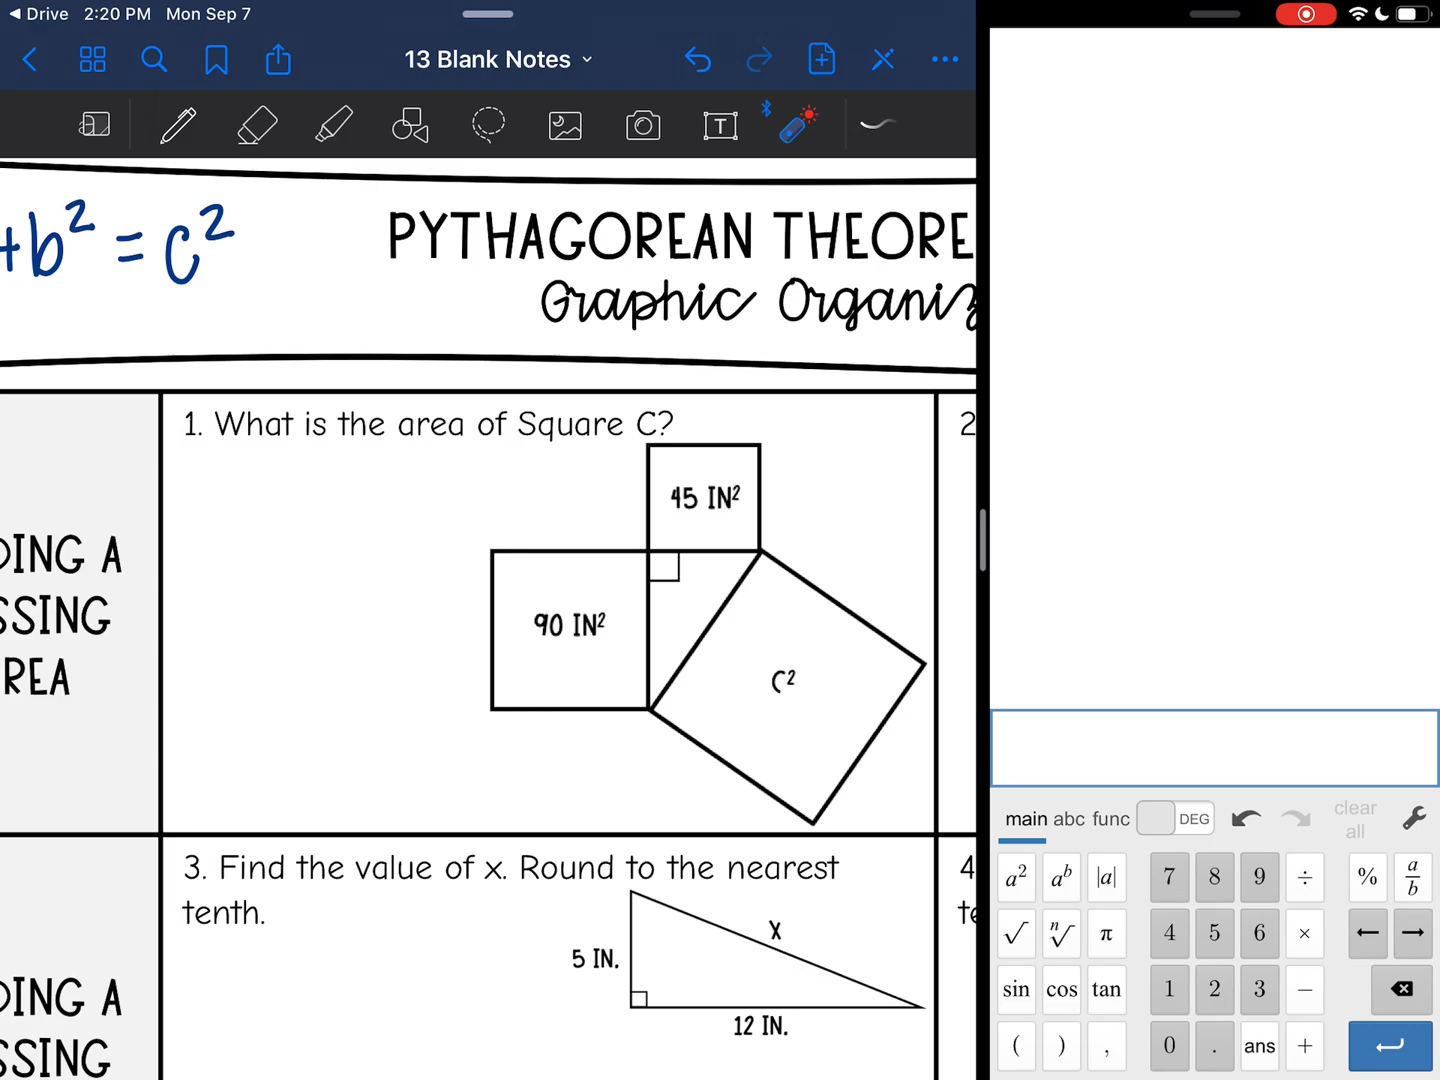 Drive 2:20 PM Mon Sep 7
13 Blank Notes
T
+b² = c²
PYTHAGOREAN THEORE
Graphic Organiz
DING A
SSING
REA
1. What is the area of Square C?
45 IN²
90 IN²
C²
2
3. Find the value of x. Round to the nearest
tenth.
X
5 IN.
12 IN.
4
te
DING A
SSING
main abc func DEG clear all
a² aᵇ |a| 7 8 9 ÷ % a/b
√ ⁿ√ π 4 5 6 × ← →
sin cos tan 1 2 3 −
( ) , 0 . ans +